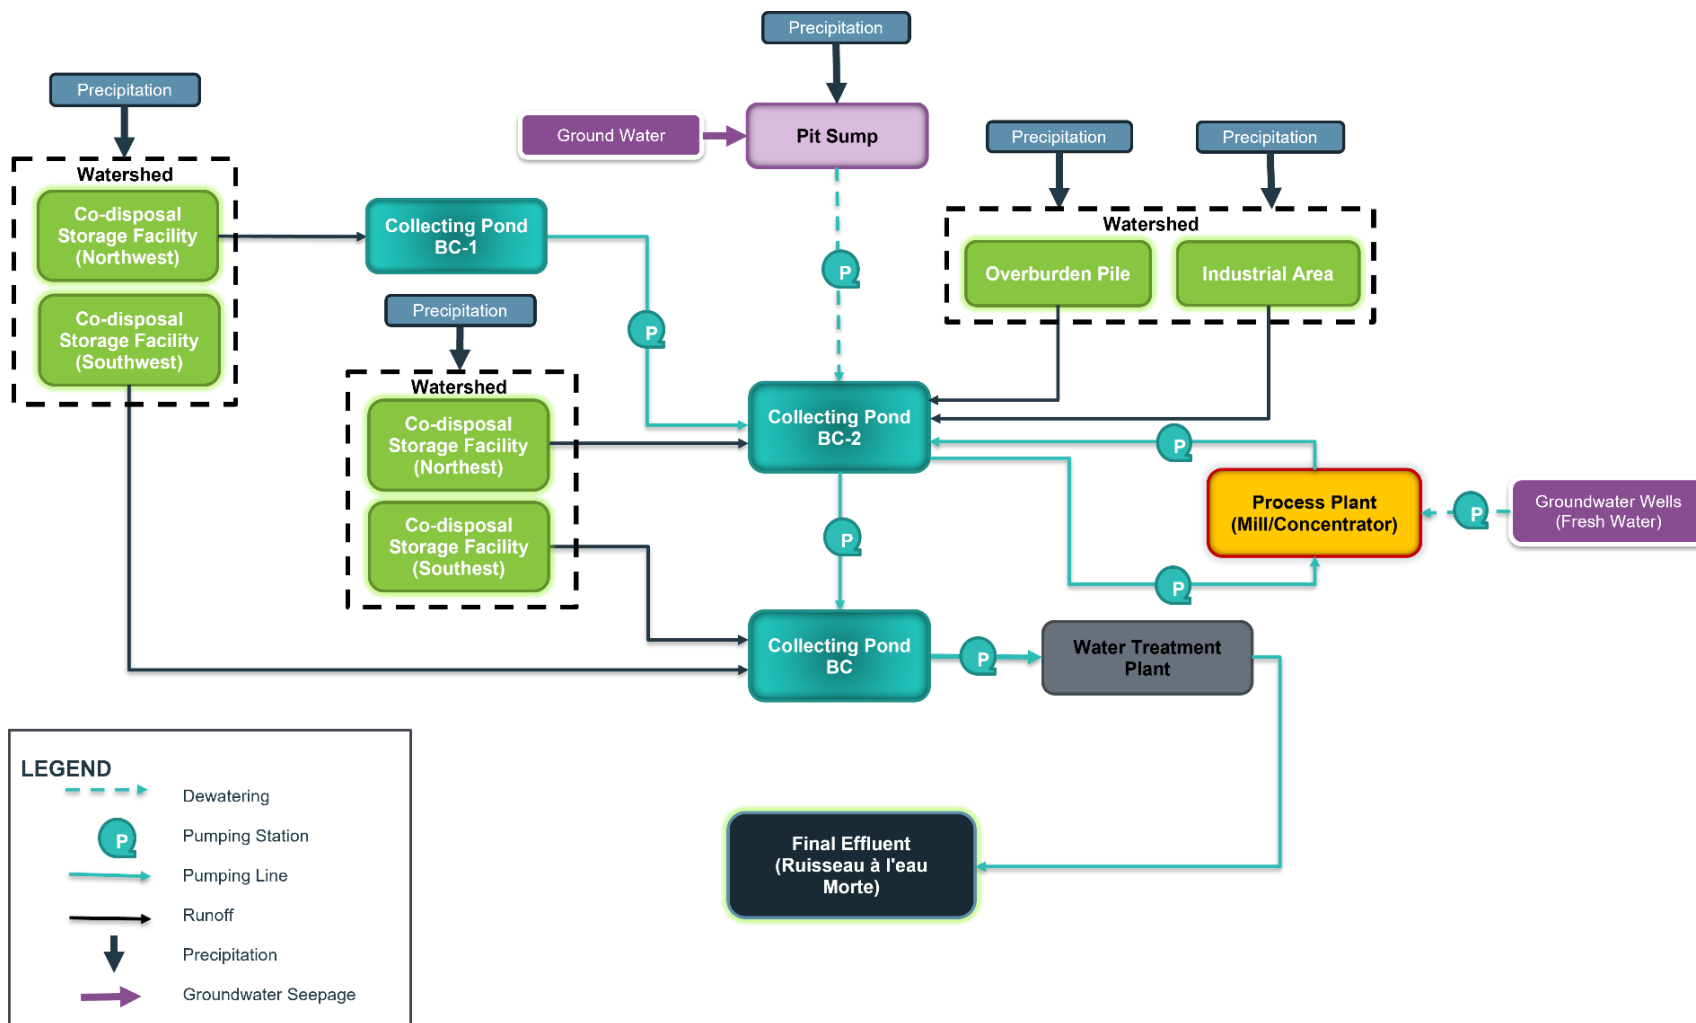 Precipitation
Precipitation
Ground Water
Pit Sump
Precipitation
Precipitation
Watershed
Co-disposal
Storage Facility
(Northwest)
Co-disposal
Storage Facility
(Southwest)
Collecting Pond
BC-1
P
P
Watershed
Overburden Pile
Industrial Area
Precipitation
Watershed
Co-disposal
Storage Facility
(Northest)
Co-disposal
Storage Facility
(Southest)
Collecting Pond
BC-2
P
P
P
Process Plant
(Mill/Concentrator)
P
Groundwater Wells
(Fresh Water)
Collecting Pond
BC
P
Water Treatment
Plant
Final Effluent
(Ruisseau à l'eau
Morte)
LEGEND
Dewatering
P
Pumping Station
Pumping Line
Runoff
Precipitation
Groundwater Seepage